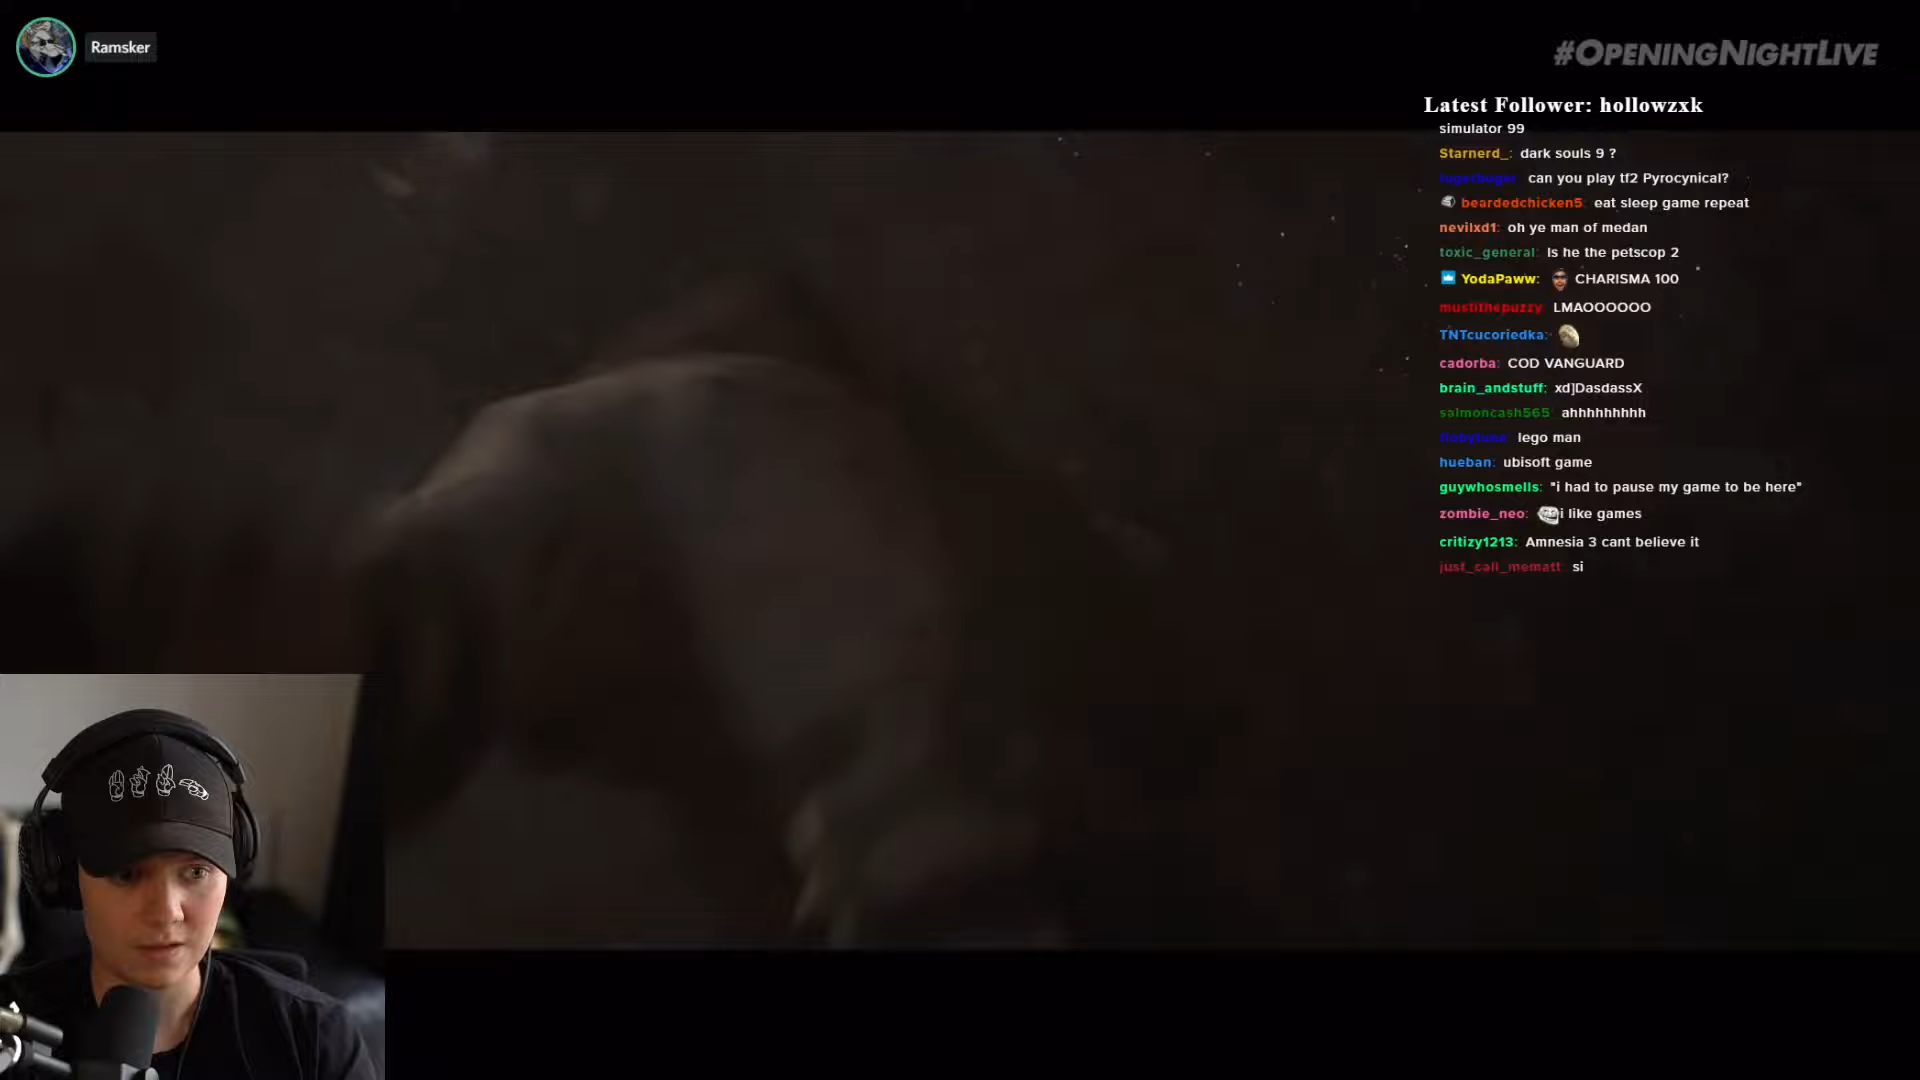 Ramsker
#OPENINGNIGHTLIVE
Latest Follower: hollowzxk
simulator 99
Starnerd_: dark souls 9 ?
can you play tf2 Pyrocynical?
beardedchicken5: eat sleep game repeat
nevilxd1: oh ye man of medan
toxic_general: Is he the petscop 2
YodaPaww: CHARISMA 100
mustithepuzzy: LMAOOOOOO
TNTcucoriedka:
cadorba: COD VANGUARD
brain_andstuff: xd]DasdassX
salmoncash565: ahhhhhhhhh
lego man
hueban: ubisoft game
guywhosmells: "i had to pause my game to be here"
zombie_neo: i like games
critizy1213: Amnesia 3 cant believe it
just_call_mematt: si